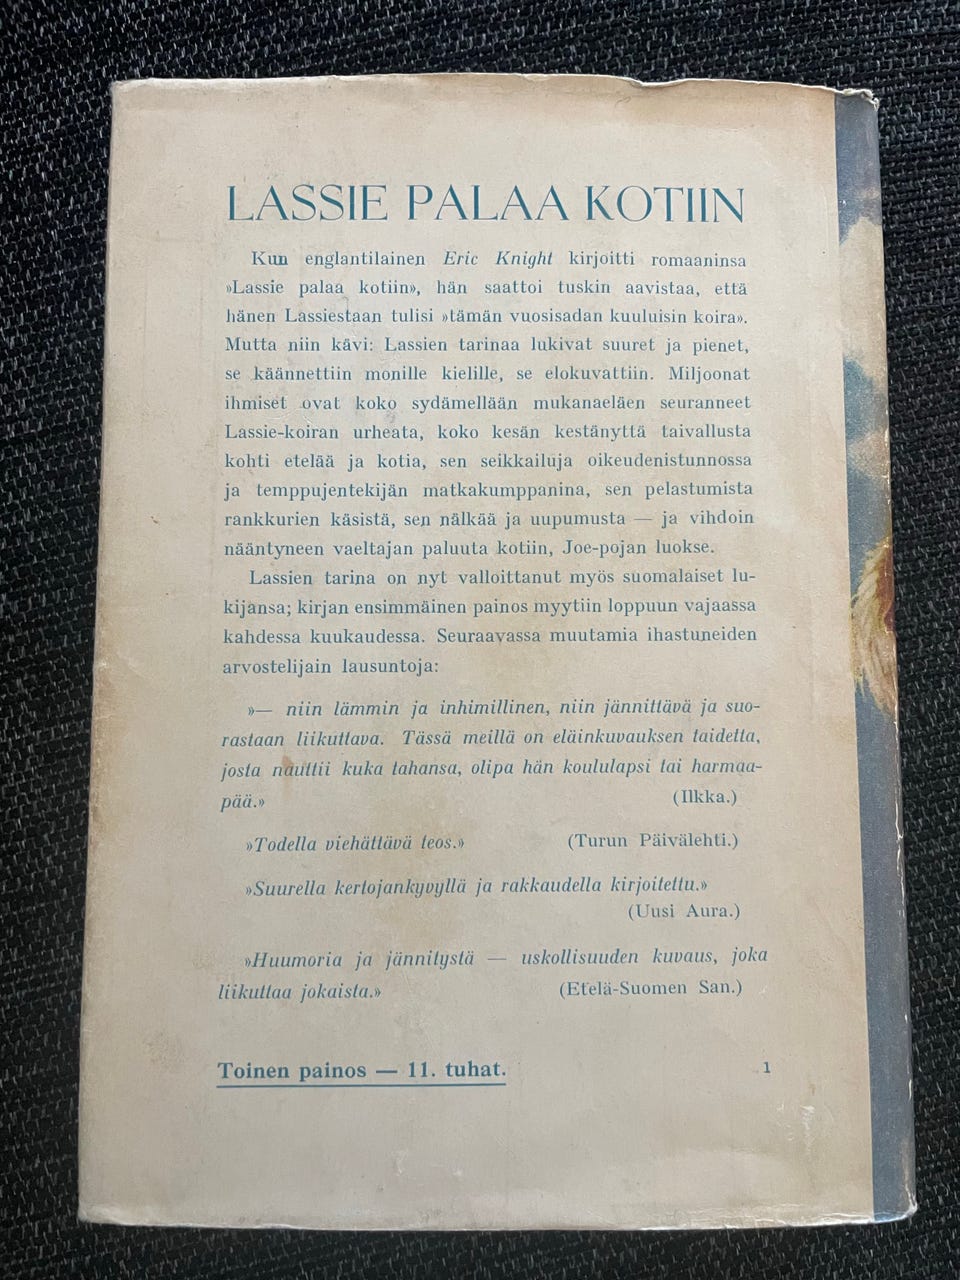 LASSIE PALAA KOTIIN
Kun englantilainen Eric Knight kirjoitti romaaninsa
»Lassie palaa kotiin», hän saattoi tuskin aavistaa, että
hänen Lassiestaan tulisi »tämän vuosisadan kuuluisin koira».
Mutta niin kävi: Lassien tarinaa lukivat suuret ja pienet,
se käännettiin monille kielille, se elokuvattiin. Miljoonat
ihmiset ovat koko sydämellään mukanaeläen seuranneet
Lassie-koiran urheata, koko kesän kestänyttä taivallusta
kohti etelää ja kotia, sen seikkailuja oikeudenistunnossa
ja temppujentekijän matkakumppanina, sen pelastumista
rankkurien käsistä, sen nälkää ja uupumusta — ja vihdoin
nääntyneen vaeltajan paluuta kotiin, Joe-pojan luokse.
Lassien tarina on nyt valloittanut myös suomalaiset lu-
kijansa; kirjan ensimmäinen painos myytiin loppuun vajaassa
kahdessa kuukaudessa. Seuraavassa muutamia ihastuneiden
arvostelijain lausuntoja:
»— niin lämmin ja inhimillinen, niin jännittävä ja suo-
rastaan liikuttava. Tässä meillä on eläinkuvauksen taidetta,
josta nauttii kuka tahansa, olipa hän koululapsi tai harmaa-
pää.» (Ilkka.)
»Todella viehättävä teos.» (Turun Päivälehti.)
»Suurella kertojankyvyllä ja rakkaudella kirjoitettu.»
(Uusi Aura.)
»Huumoria ja jännitystä — uskollisuuden kuvaus, joka
liikuttaa jokaista.» (Etelä-Suomen San.)
Toinen painos — 11. tuhat. 1